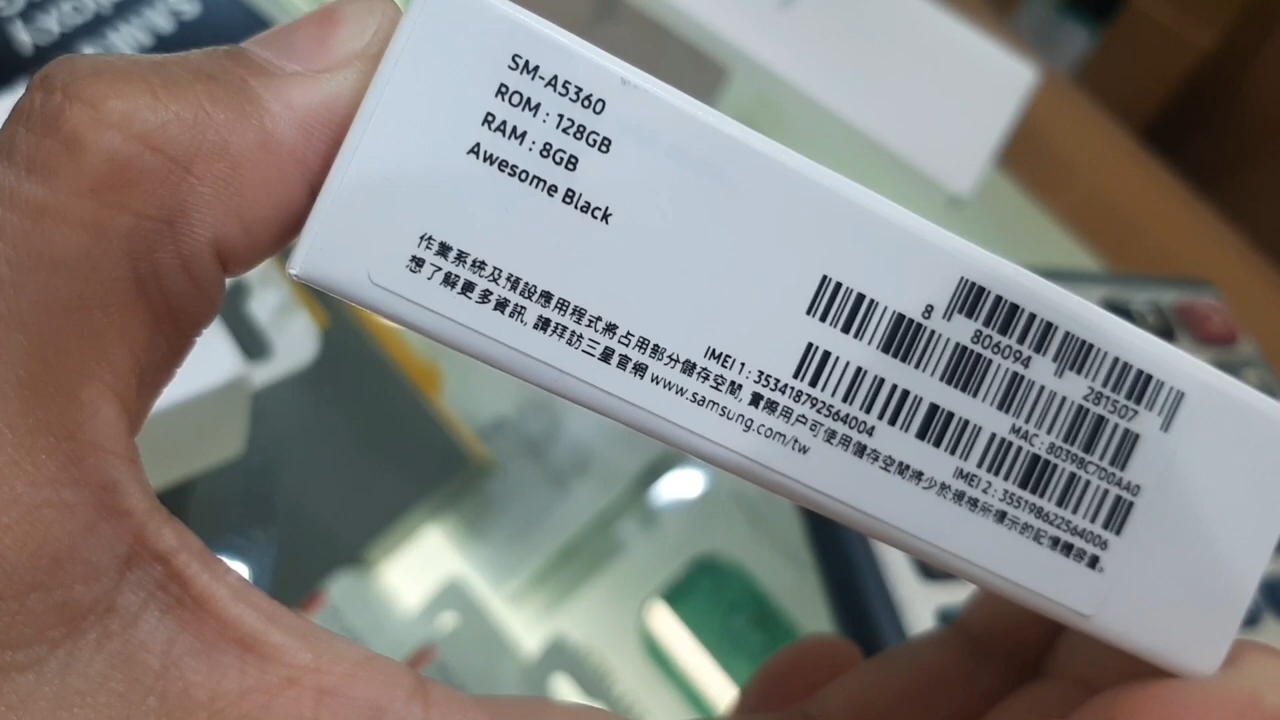 SM-A5360
ROM : 128GB
RAM : 8GB
Awesome Black
8 806094 281507
MAC : 80398C7D0AA0
IMEI 1 : 353418792564004
IMEI 2 : 355198622564006
作業系統及預設應用程式將占用部分儲存空間, 實際用戶可使用儲存空間將少於規格所標示的記憶體容量。
想了解更多資訊, 請拜訪三星官網 www.samsung.com/tw
SAMSUNG
Galaxy